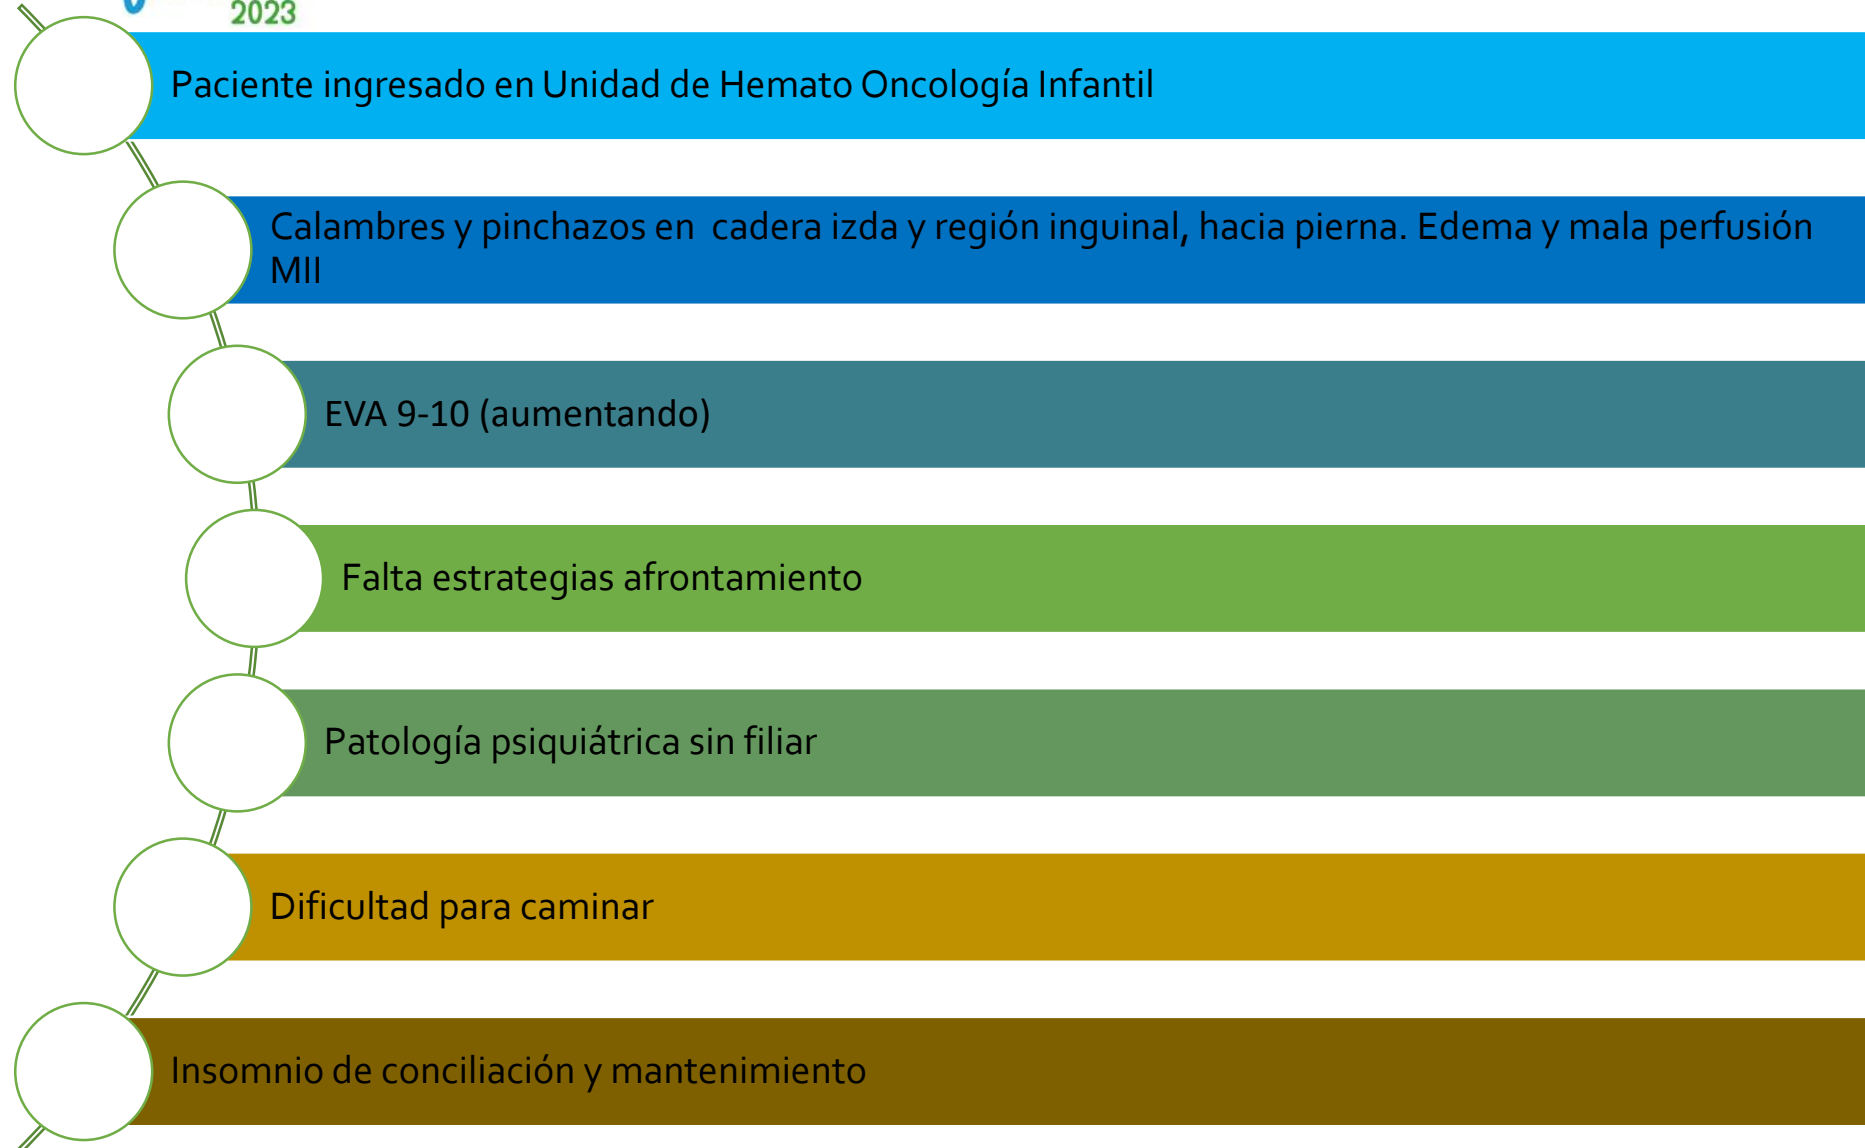 2023
Paciente ingresado en Unidad de Hemato Oncología Infantil
Calambres y pinchazos en cadera izda y región inguinal, hacia pierna. Edema y mala perfusión
MII
EVA 9-10 (aumentando)
Falta estrategias afrontamiento
Patología psiquiátrica sin filiar
Dificultad para caminar
Insomnio de conciliación y mantenimiento